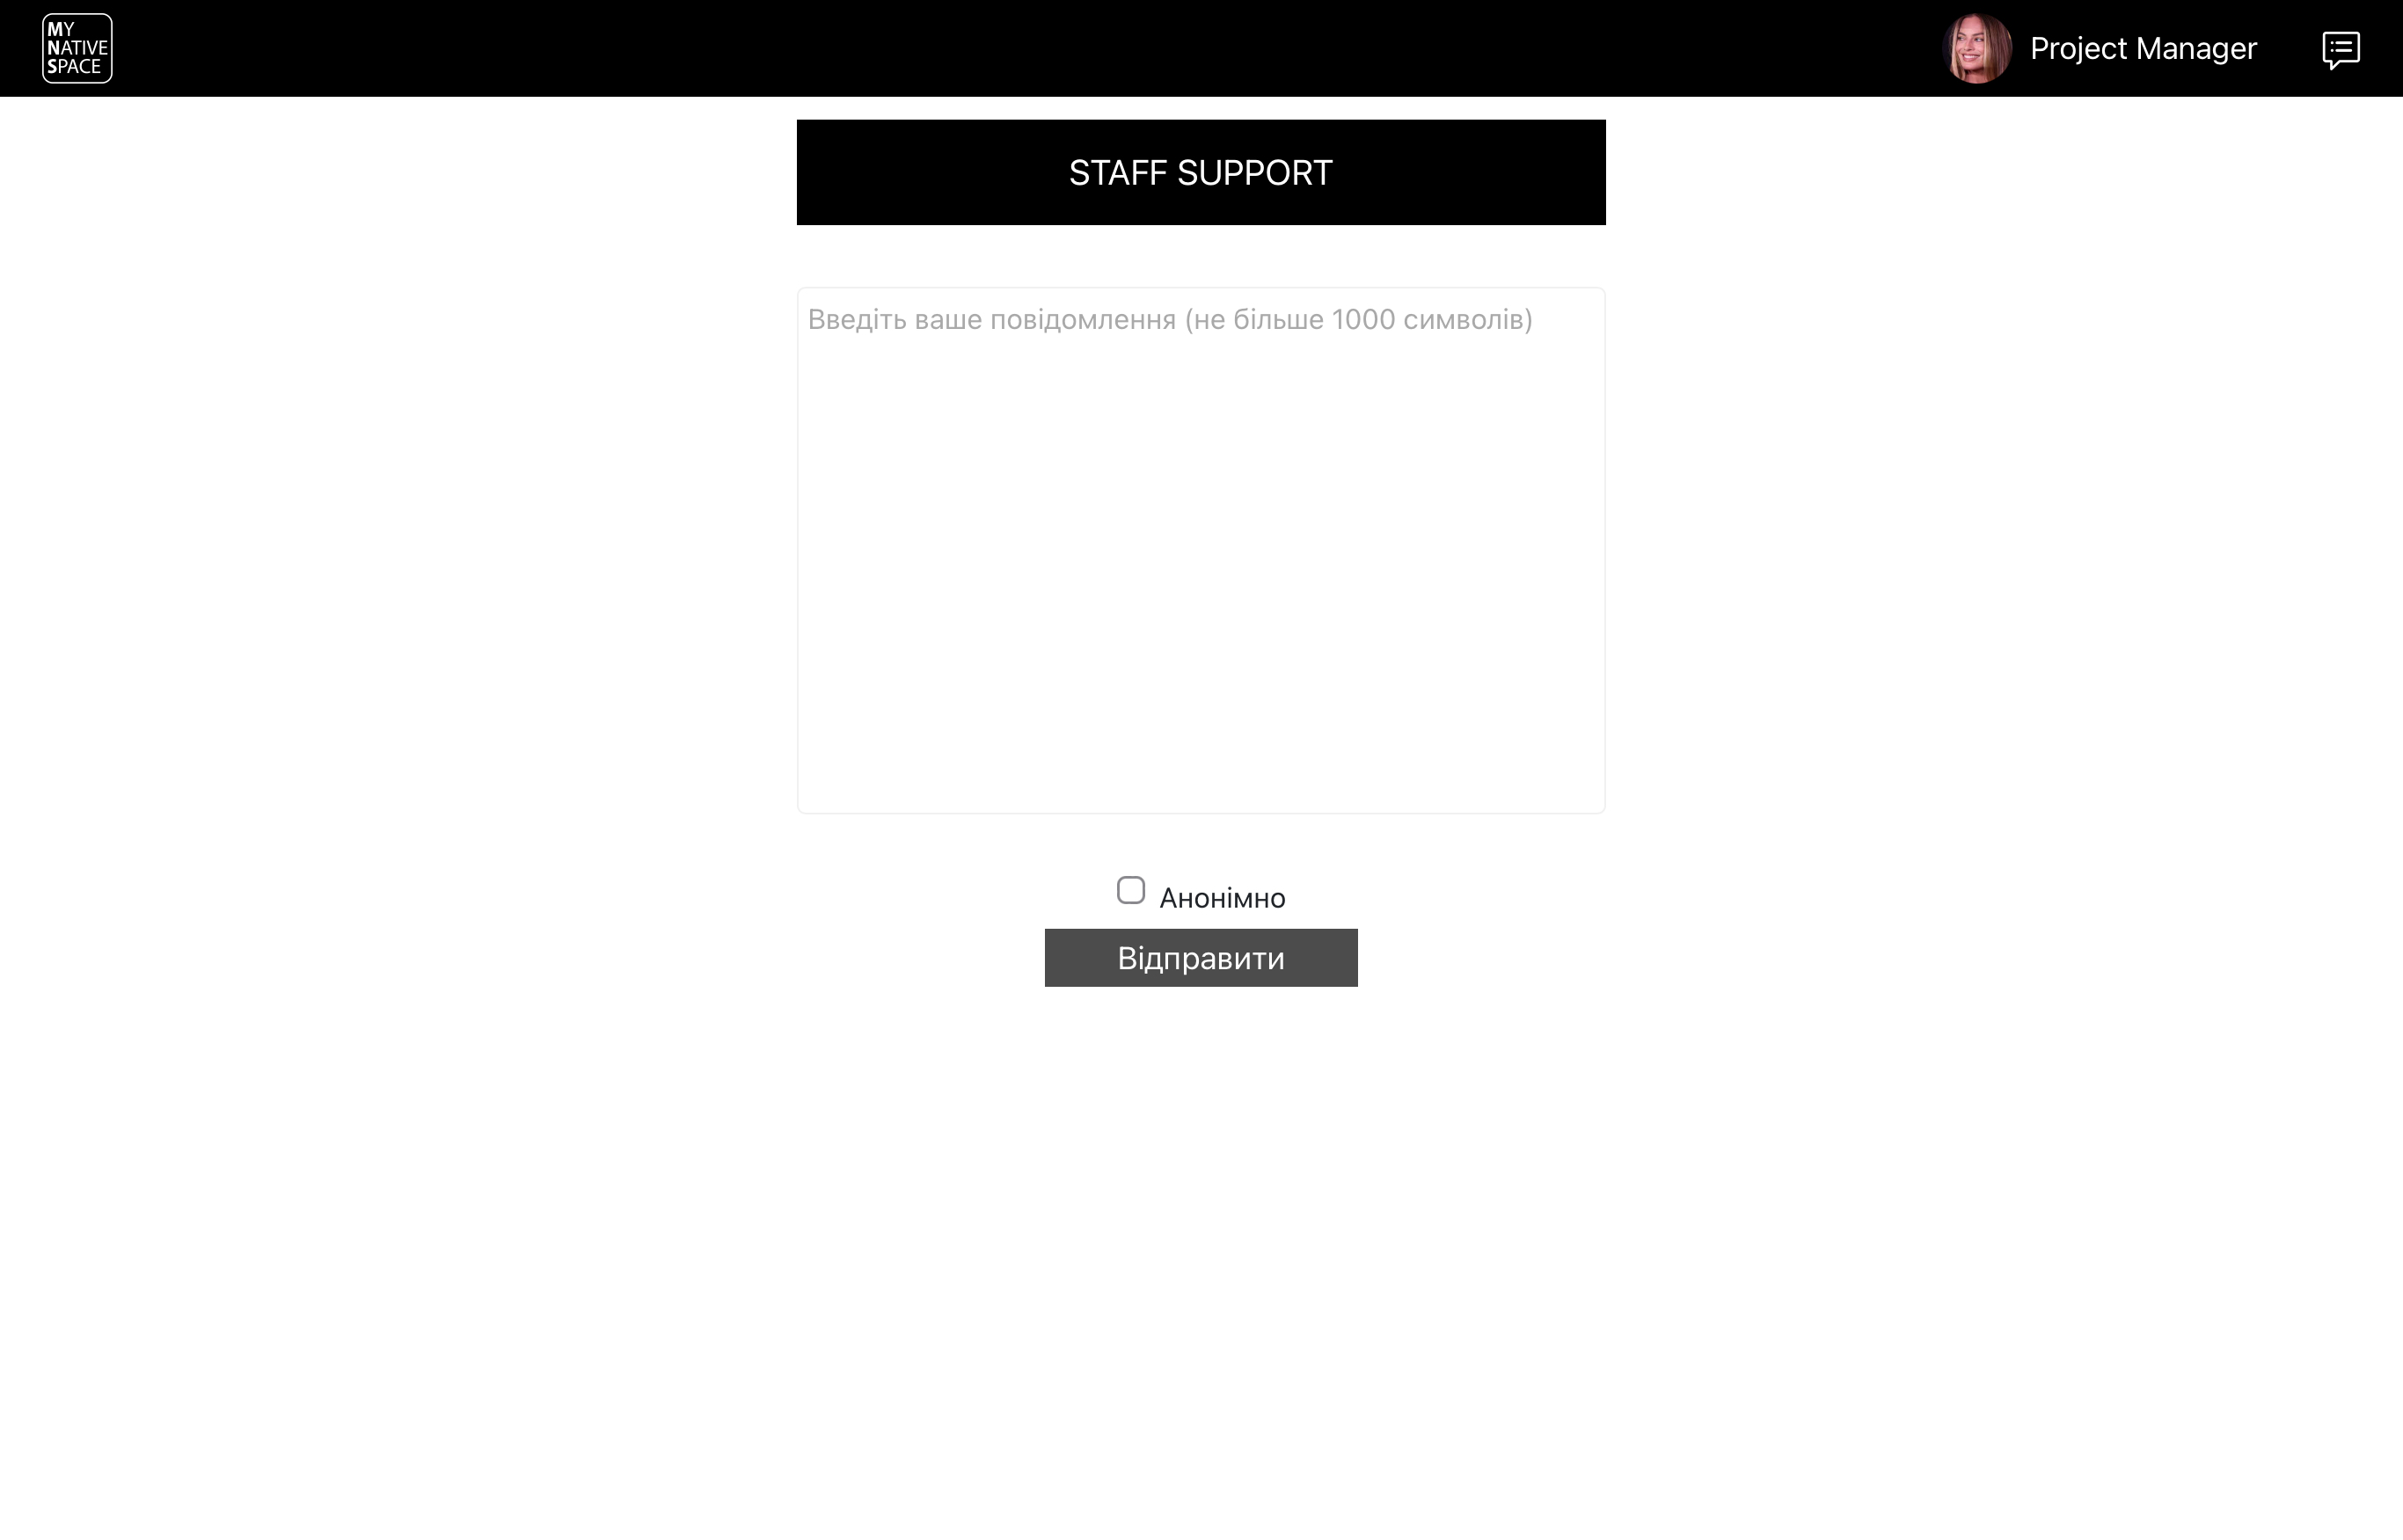 MY
NATIVE
SPACE
Project Manager
STAFF SUPPORT
Введіть ваше повідомлення (не більше 1000 символів)
Анонімно
Відправити